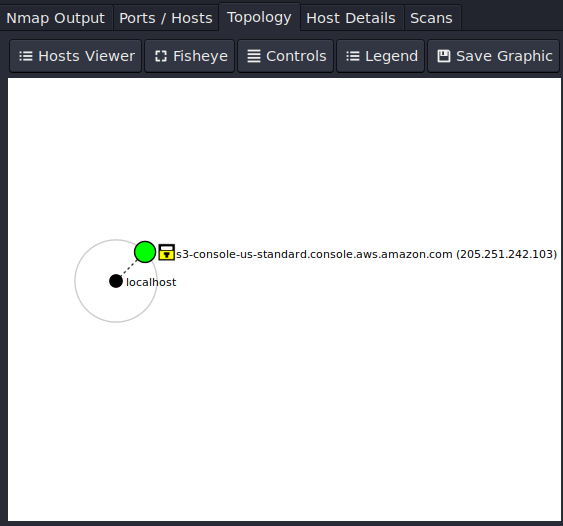 Nmap Output Ports / Hosts Topology Host Details Scans
Hosts Viewer Fisheye Controls Legend Save Graphic
s3-console-us-standard.console.aws.amazon.com (205.251.242.103)
localhost